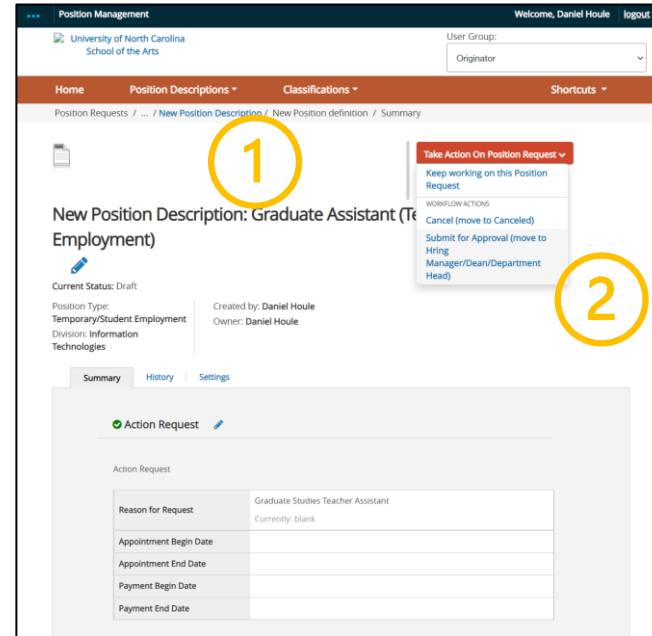 Position Management
Welcome, Daniel Houle logout
University of North Carolina
School of the Arts
User Group:
Originator
Home Position Descriptions Classifications Shortcuts
Position Requests / ... / New Position Description / New Position definition / Summary
1
Take Action On Position Request
Keep working on this Position
Request
WORKFLOW ACTIONS
Cancel (move to Canceled)
Submit for Approval (move to
Hiring
Manager/Dean/Department
Head)
2
New Position Description: Graduate Assistant (Te
Employment)
Current Status: Draft
Position Type:
Temporary/Student Employment
Division: Information
Technologies
Created by: Daniel Houle
Owner: Daniel Houle
Summary History Settings
Action Request
Action Request
Reason for Request
Graduate Studies Teacher Assistant
Currently: blank
Appointment Begin Date
Appointment End Date
Payment Begin Date
Payment End Date